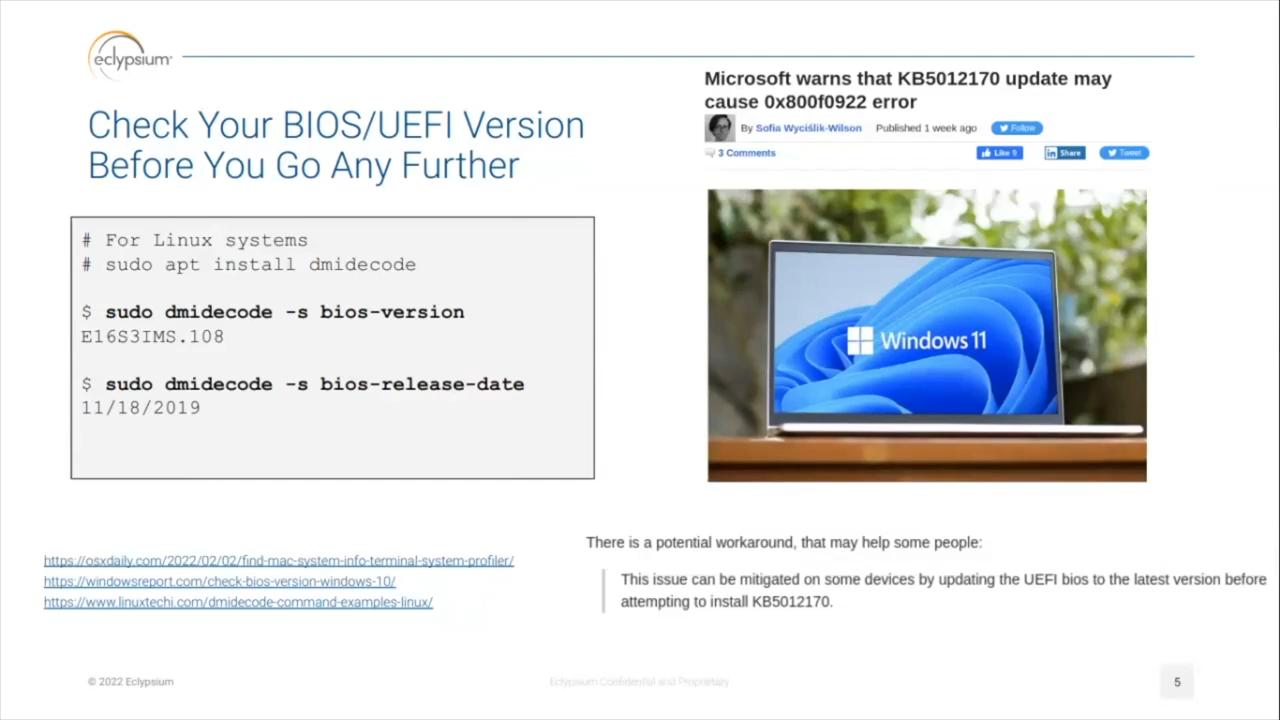 eclypsium
Check Your BIOS/UEFI Version
Before You Go Any Further
# For Linux systems
# sudo apt install dmidecode
$ sudo dmidecode -s bios-version
E16S3IMS.108
$ sudo dmidecode -s bios-release-date
11/18/2019
https://osxdaily.com/2022/02/02/find-mac-system-info-terminal-system-profiler/
https://windowsreport.com/check-bios-version-windows-10/
https://www.linuxtechi.com/dmidecode-command-examples-linux/
Microsoft warns that KB5012170 update may
cause 0x800f0922 error
By Sofia Wyciślik-Wilson Published 1 week ago Follow
3 Comments Like 9 in Share Tweet
Windows 11
There is a potential workaround, that may help some people:
This issue can be mitigated on some devices by updating the UEFI bios to the latest version before
attempting to install KB5012170.
© 2022 Eclypsium
Eclypsium Confidential and Proprietary
5